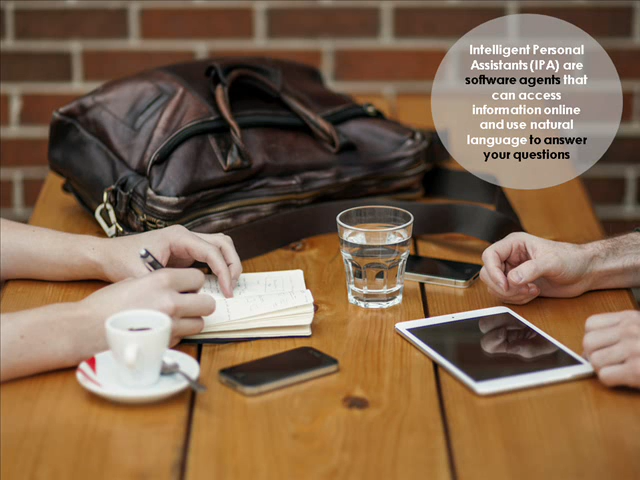 Intelligent Personal
Assistants (IPA) are
software agents that
can access
information online
and use natural
language to answer
your questions